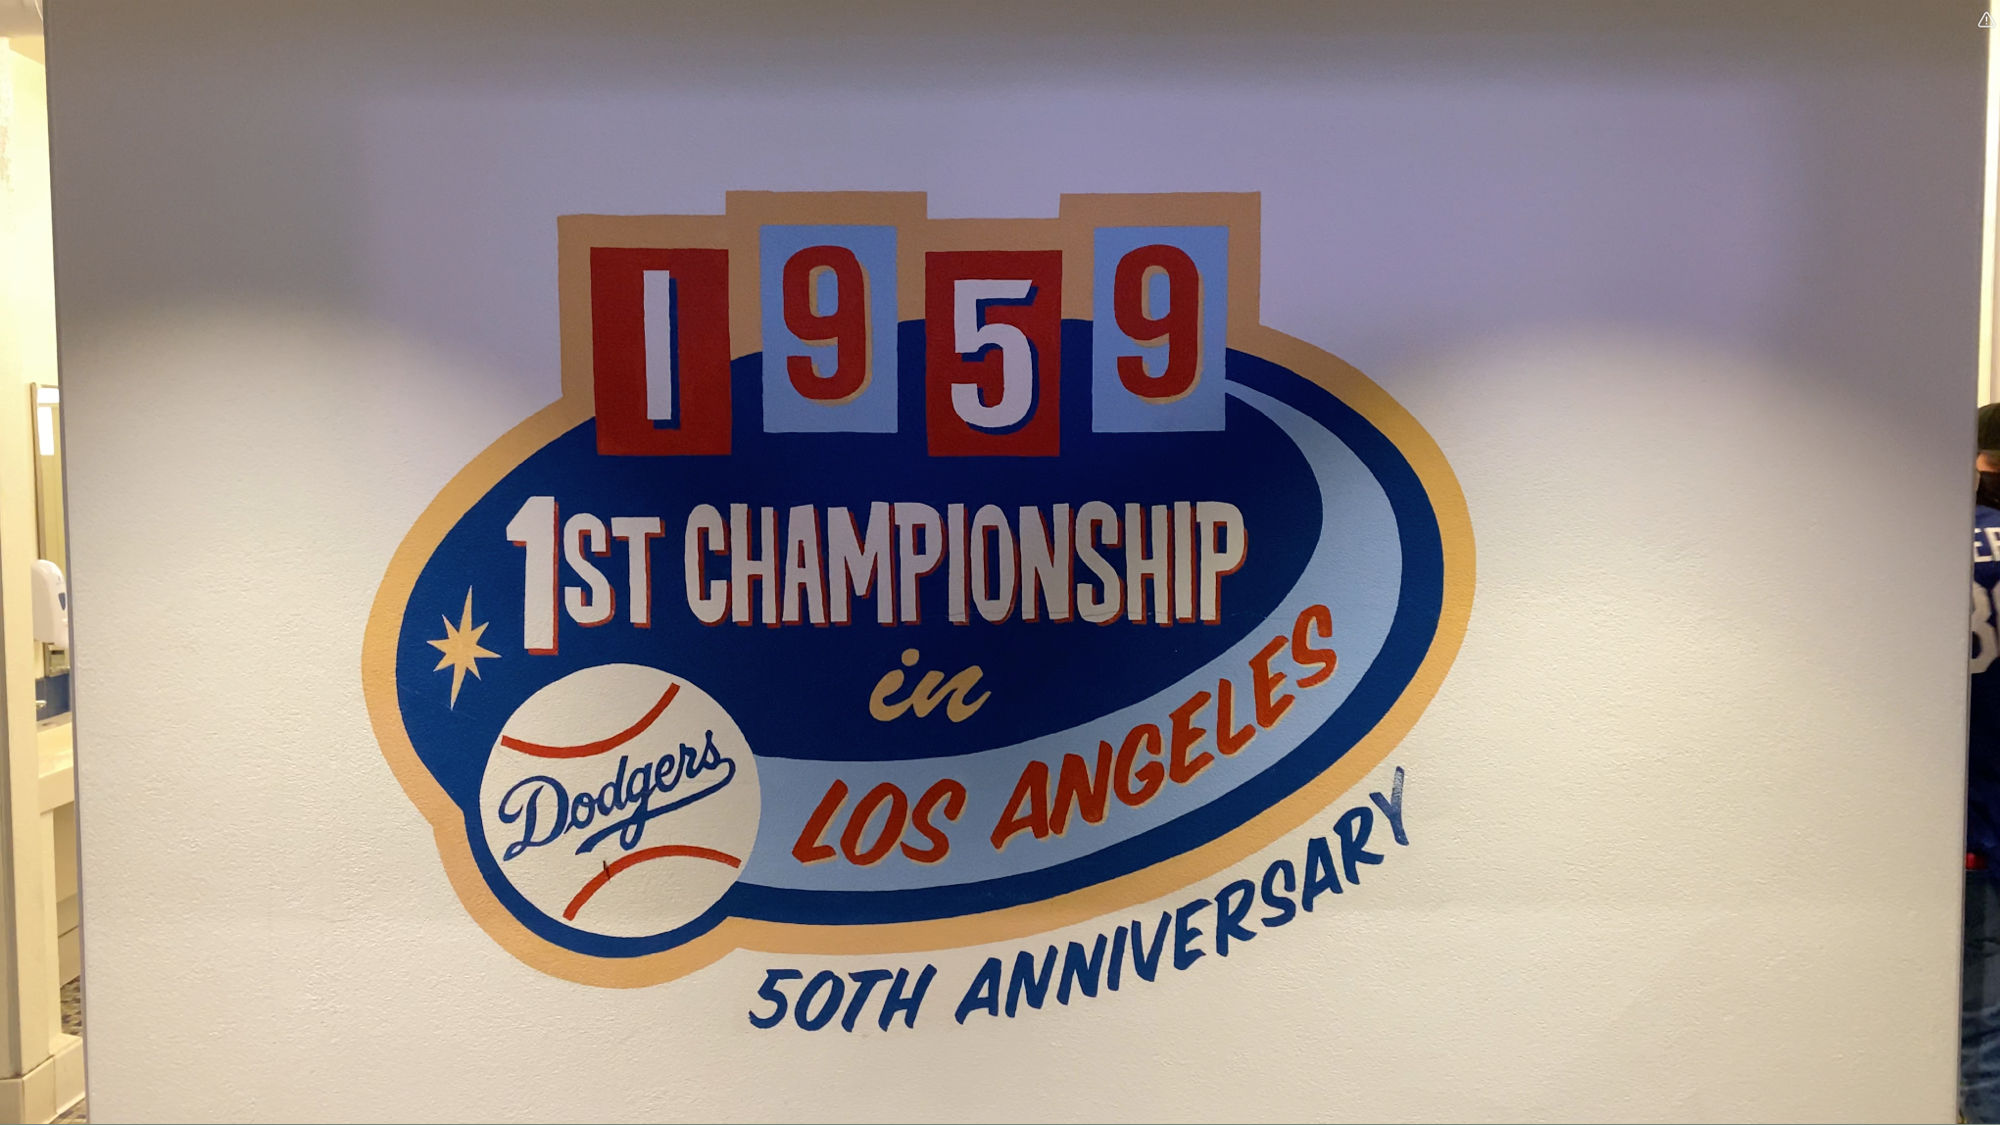 1959
1ST CHAMPIONSHIP
in
LOS ANGELES
Dodgers
50TH ANNIVERSARY